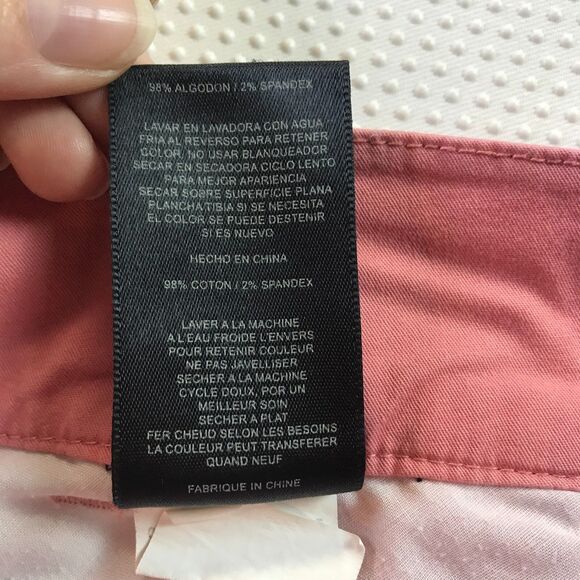 98% ALGODON / 2% SPANDEX
LAVAR EN LAVADORA CON AGUA
FRIA AL REVERSO PARA RETENER
COLOR. NO USAR BLANQUEADOR
SECAR EN SECADORA CICLO LENTO
PARA MEJOR APARIENCIA
SECAR SOBRE SUPERFICIE PLANA
PLANCHA TIBIA SI SE NECESITA
EL COLOR SE PUEDE DESTENIR
SI ES NUEVO
HECHO EN CHINA
98% COTON / 2% SPANDEX
LAVER A LA MACHINE
A L'EAU FROIDE L'ENVERS
POUR RETENIR COULEUR
NE PAS JAVELLISER
SECHER A LA MACHINE
CYCLE DOUX, POR UN
MEILLEUR SOIN
SECHER A PLAT
FER CHEUD SELON LES BESOINS
LA COULEUR PEUT TRANSFERER
QUAND NEUF
FABRIQUE IN CHINE